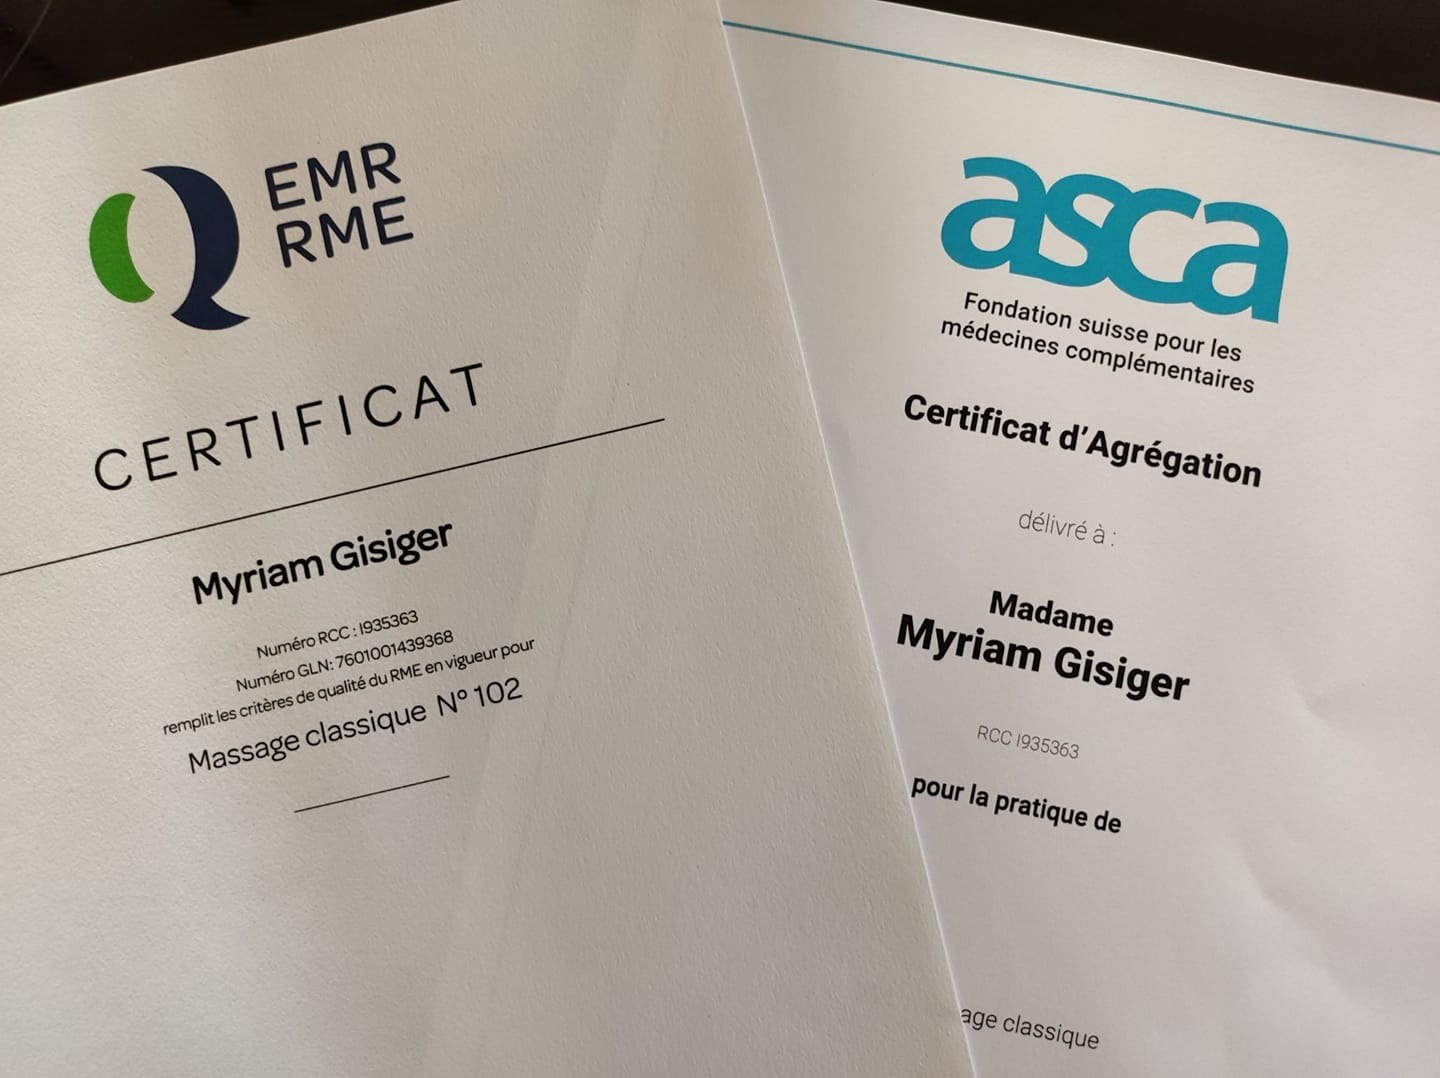 EMR
RME
CERTIFICAT
Myriam Gisiger
Numéro RCC : I935363
Numéro GLN: 7601001439368
remplit les critères de qualité du RME en vigueur pour
Massage classique N° 102
asca
Fondation suisse pour les
médecines complémentaires
Certificat d'Agrégation
délivré à :
Madame
Myriam Gisiger
RCC I935363
pour la pratique de
age classique